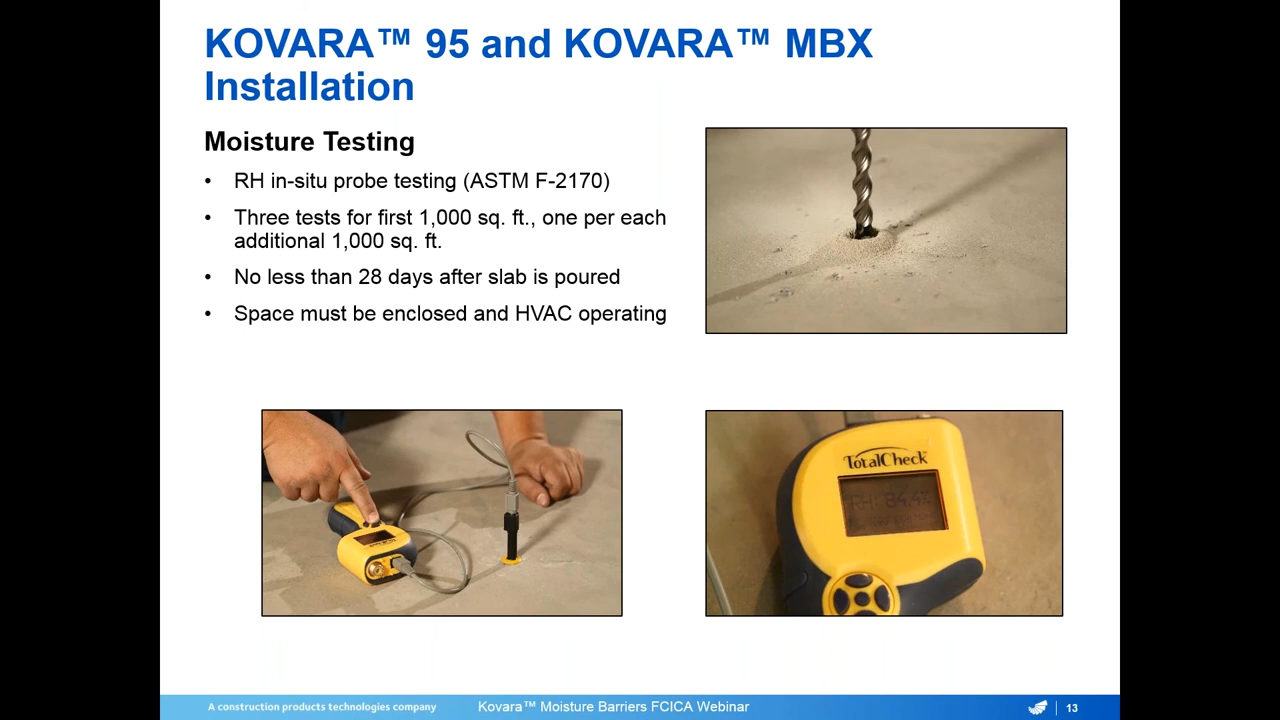 KOVARA™ 95 and KOVARA™ MBX
Installation
Moisture Testing
• RH in-situ probe testing (ASTM F-2170)
• Three tests for first 1,000 sq. ft., one per each
additional 1,000 sq. ft.
• No less than 28 days after slab is poured
• Space must be enclosed and HVAC operating
TotalCheck
RH: 84.4%
A construction products technologies company
Kovara™ Moisture Barriers FCICA Webinar
13